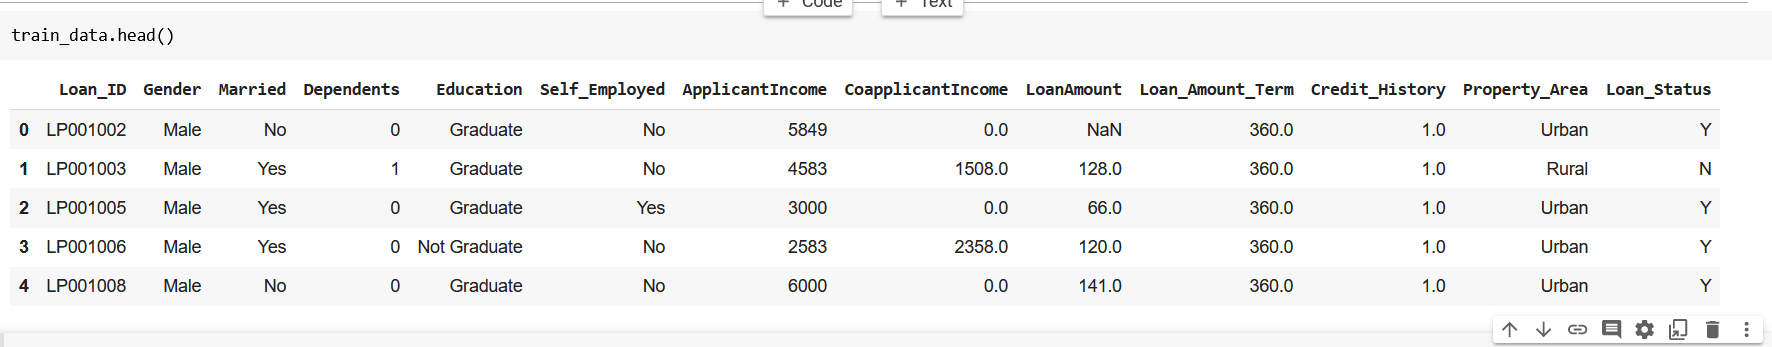 + Code + Text
train_data.head()
Loan_ID Gender Married Dependents Education Self_Employed ApplicantIncome CoapplicantIncome LoanAmount Loan_Amount_Term Credit_History Property_Area Loan_Status
0 LP001002 Male No 0 Graduate No 5849 0.0 NaN 360.0 1.0 Urban Y
1 LP001003 Male Yes 1 Graduate No 4583 1508.0 128.0 360.0 1.0 Rural N
2 LP001005 Male Yes 0 Graduate Yes 3000 0.0 66.0 360.0 1.0 Urban Y
3 LP001006 Male Yes 0 Not Graduate No 2583 2358.0 120.0 360.0 1.0 Urban Y
4 LP001008 Male No 0 Graduate No 6000 0.0 141.0 360.0 1.0 Urban Y